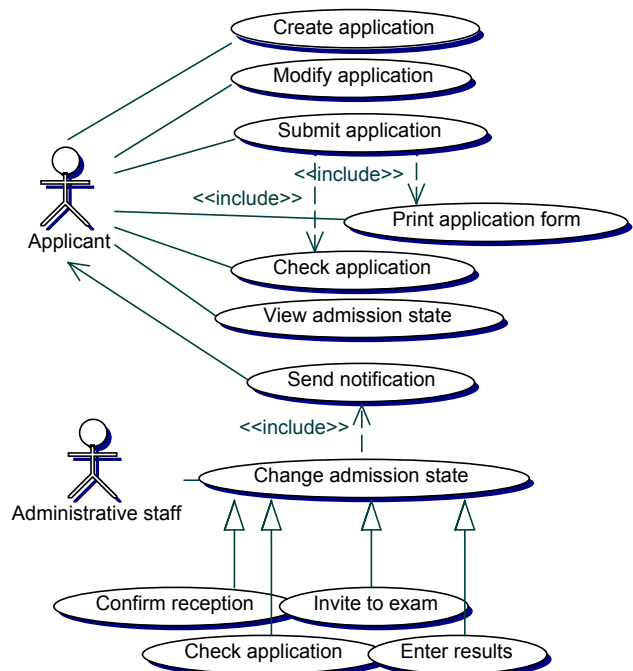 Create application
Modify application
Submit application
<<include>>
<<include>>
Print application form
Applicant
Check application
View admission state
Send notification
<<include>>
Change admission state
Administrative staff
Confirm reception
Invite to exam
Check application
Enter results